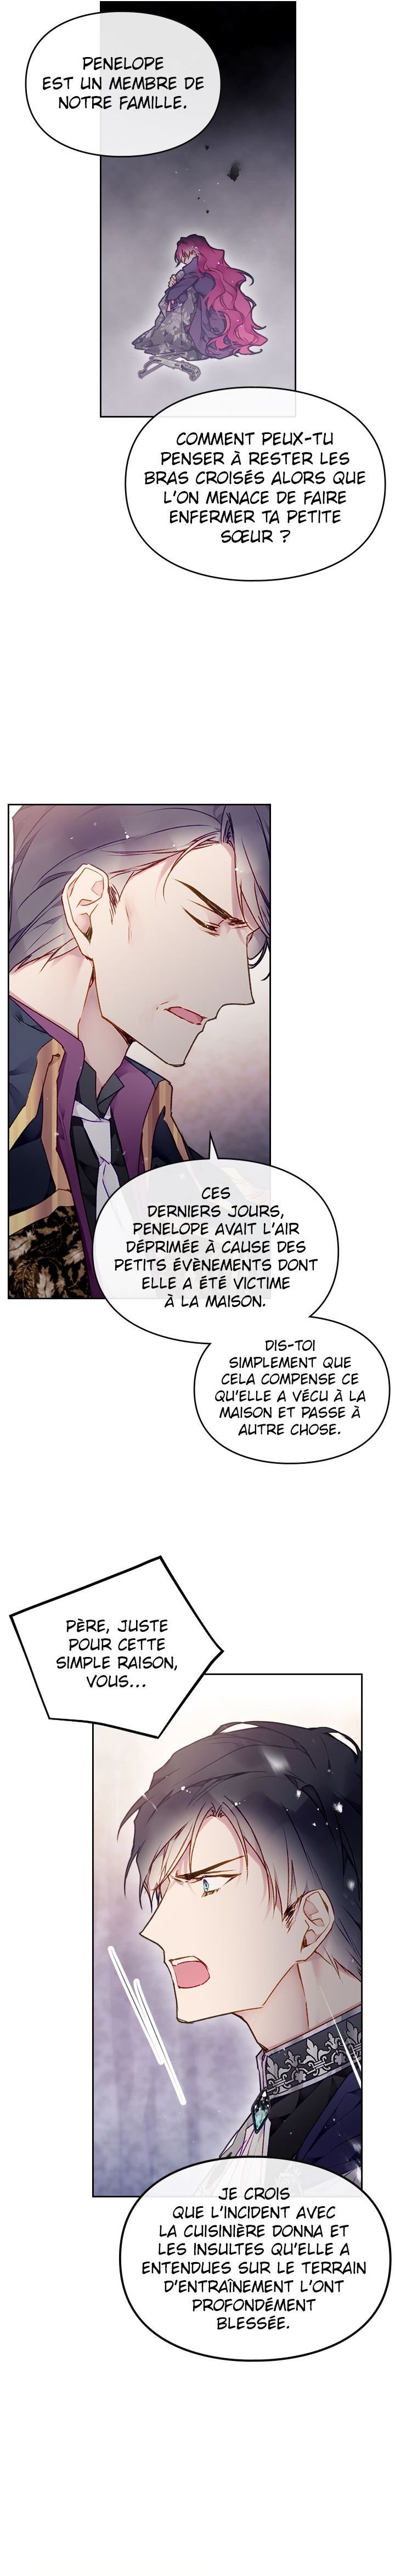 PENELOPE
EST UN MEMBRE DE
NOTRE FAMILLE.
COMMENT PEUX-TU
PENSER À RESTER LES
BRAS CROISÉS ALORS QUE
L'ON MENACE DE FAIRE
ENFERMER TA PETITE
SŒUR ?
CES
DERNIERS JOURS,
PENELOPE AVAIT L'AIR
DÉPRIMÉE À CAUSE DES
PETITS ÉVÈNEMENTS DONT
ELLE A ÉTÉ VICTIME
À LA MAISON.
DIS-TOI
SIMPLEMENT QUE
CELA COMPENSE CE
QU'ELLE A VÉCU À LA
MAISON ET PASSE À
AUTRE CHOSE.
PÈRE, JUSTE
POUR CETTE
SIMPLE RAISON,
VOUS...
JE CROIS
QUE L'INCIDENT AVEC
LA CUISINIÈRE DONNA ET
LES INSULTES QU'ELLE A
ENTENDUES SUR LE TERRAIN
D'ENTRAÎNEMENT L'ONT
PROFONDÉMENT
BLESSÉE.